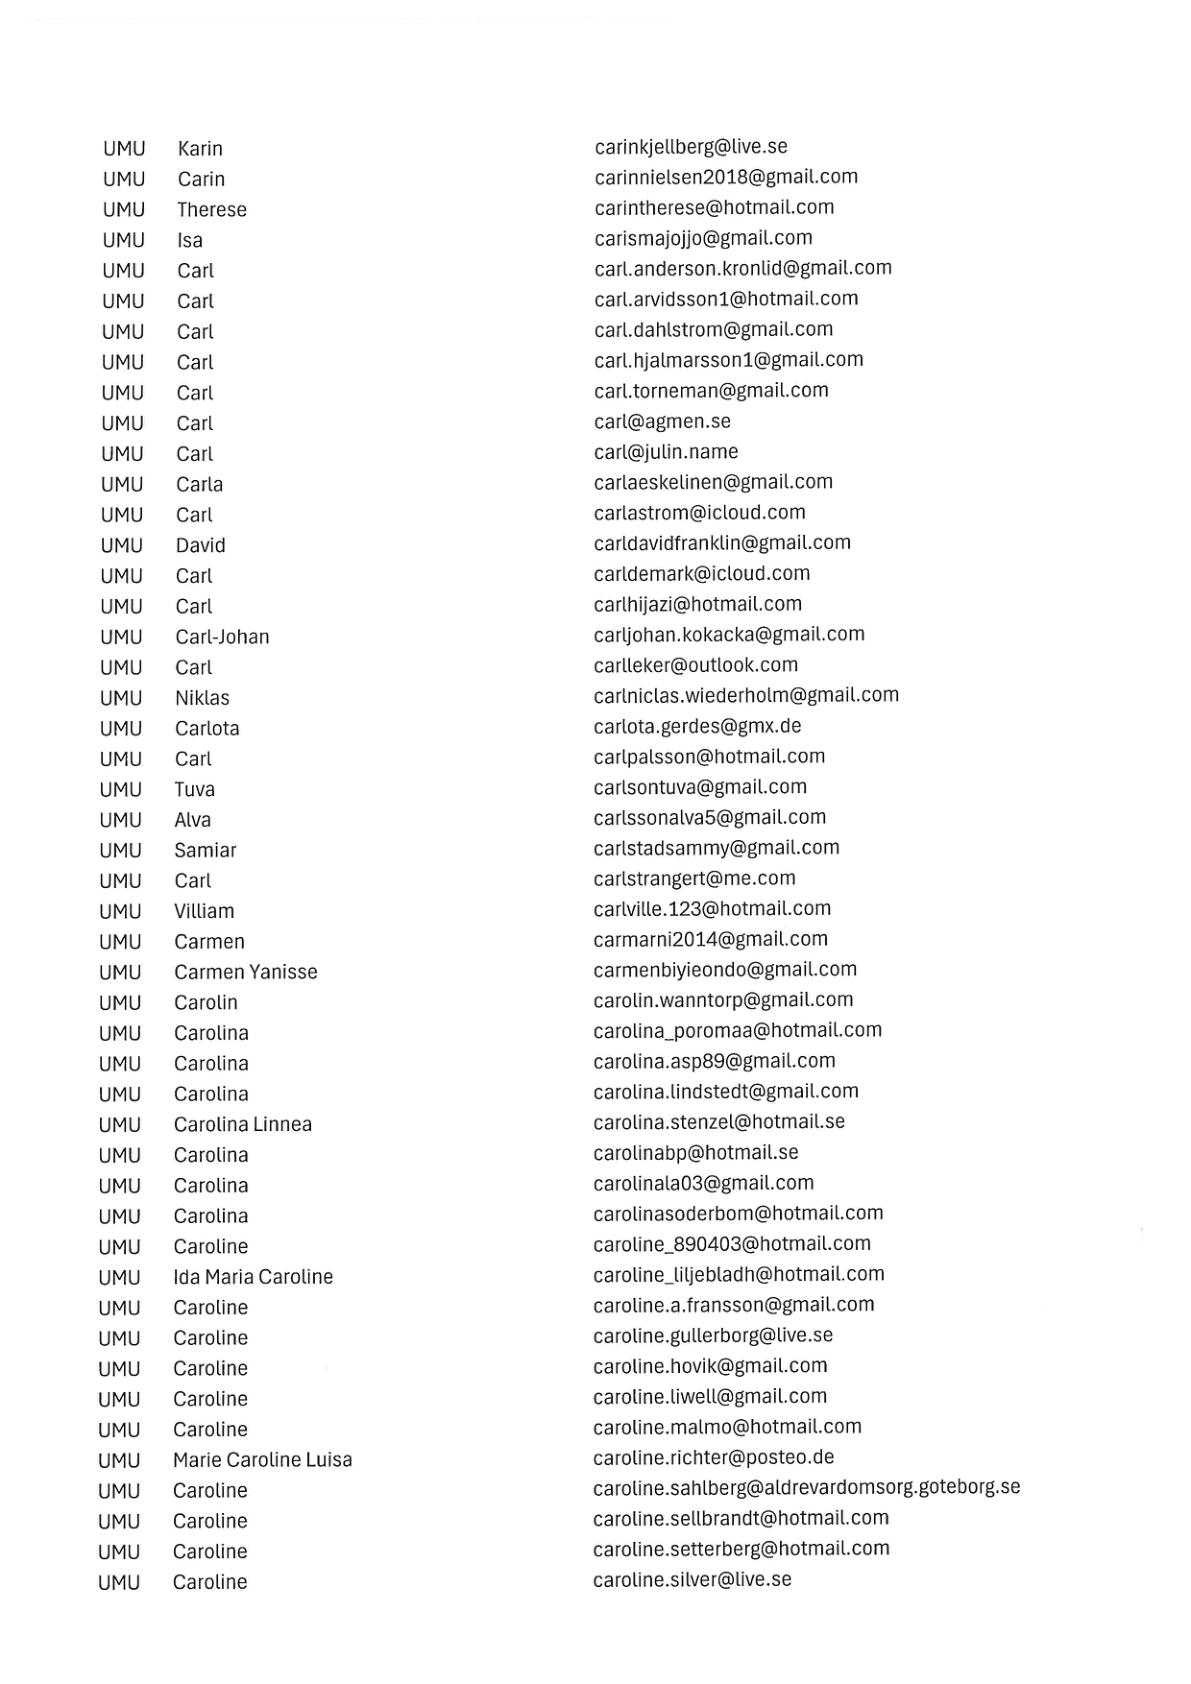 UMU Karin carinkjellberg@live.se
UMU Carin carinnielsen2018@gmail.com
UMU Therese carintherese@hotmail.com
UMU Isa carismajojjo@gmail.com
UMU Carl carl.anderson.kronlid@gmail.com
UMU Carl carl.arvidsson1@hotmail.com
UMU Carl carl.dahlstrom@gmail.com
UMU Carl carl.hjalmarsson1@gmail.com
UMU Carl carl.torneman@gmail.com
UMU Carl carl@agmen.se
UMU Carl carl@julin.name
UMU Carla carlaeskelinen@gmail.com
UMU Carl carlastrom@icloud.com
UMU David carldavidfranklin@gmail.com
UMU Carl carldemark@icloud.com
UMU Carl carlhijazi@hotmail.com
UMU Carl-Johan carljohan.kokacka@gmail.com
UMU Carl carlleker@outlook.com
UMU Niklas carlniclas.wiederholm@gmail.com
UMU Carlota carlota.gerdes@gmx.de
UMU Carl carlpalsson@hotmail.com
UMU Tuva carlsontuva@gmail.com
UMU Alva carlssonalva5@gmail.com
UMU Samiar carlstadsammy@gmail.com
UMU Carl carlstrangert@me.com
UMU Villiam carlville.123@hotmail.com
UMU Carmen carmarni2014@gmail.com
UMU Carmen Yanisse carmenbiyieondo@gmail.com
UMU Carolin carolin.wanntorp@gmail.com
UMU Carolina carolina_poromaa@hotmail.com
UMU Carolina carolina.asp89@gmail.com
UMU Carolina carolina.lindstedt@gmail.com
UMU Carolina Linnea carolina.stenzel@hotmail.se
UMU Carolina carolinabp@hotmail.se
UMU Carolina carolinala03@gmail.com
UMU Carolina carolinasoderbom@hotmail.com
UMU Caroline caroline_890403@hotmail.com
UMU Ida Maria Caroline caroline_liljebladh@hotmail.com
UMU Caroline caroline.a.fransson@gmail.com
UMU Caroline caroline.gullerborg@live.se
UMU Caroline caroline.hovik@gmail.com
UMU Caroline caroline.liwell@gmail.com
UMU Caroline caroline.malmo@hotmail.com
UMU Marie Caroline Luisa caroline.richter@posteo.de
UMU Caroline caroline.sahlberg@aldrevardomsorg.goteborg.se
UMU Caroline caroline.sellbrandt@hotmail.com
UMU Caroline caroline.setterberg@hotmail.com
UMU Caroline caroline.silver@live.se